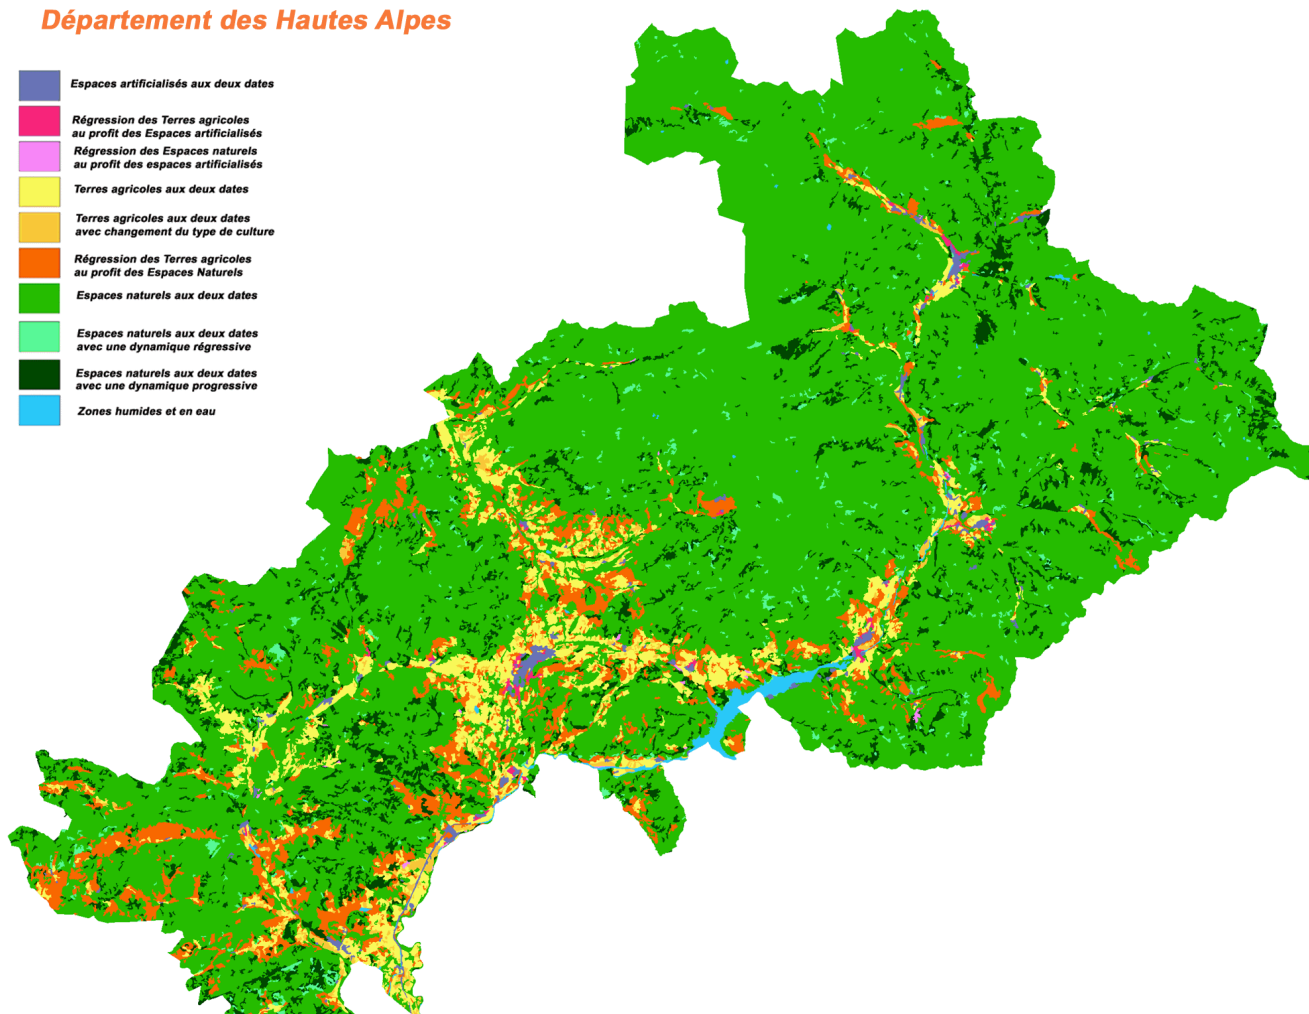 Département des Hautes Alpes
Espaces artificialisés aux deux dates
Régression des Terres agricoles
au profit des Espaces artificialisés
Régression des Espaces naturels
au profit des espaces artificialisés
Terres agricoles aux deux dates
Terres agricoles aux deux dates
avec changement du type de culture
Régression des Terres agricoles
au profit des Espaces Naturels
Espaces naturels aux deux dates
Espaces naturels aux deux dates
avec une dynamique régressive
Espaces naturels aux deux dates
avec une dynamique progressive
Zones humides et en eau